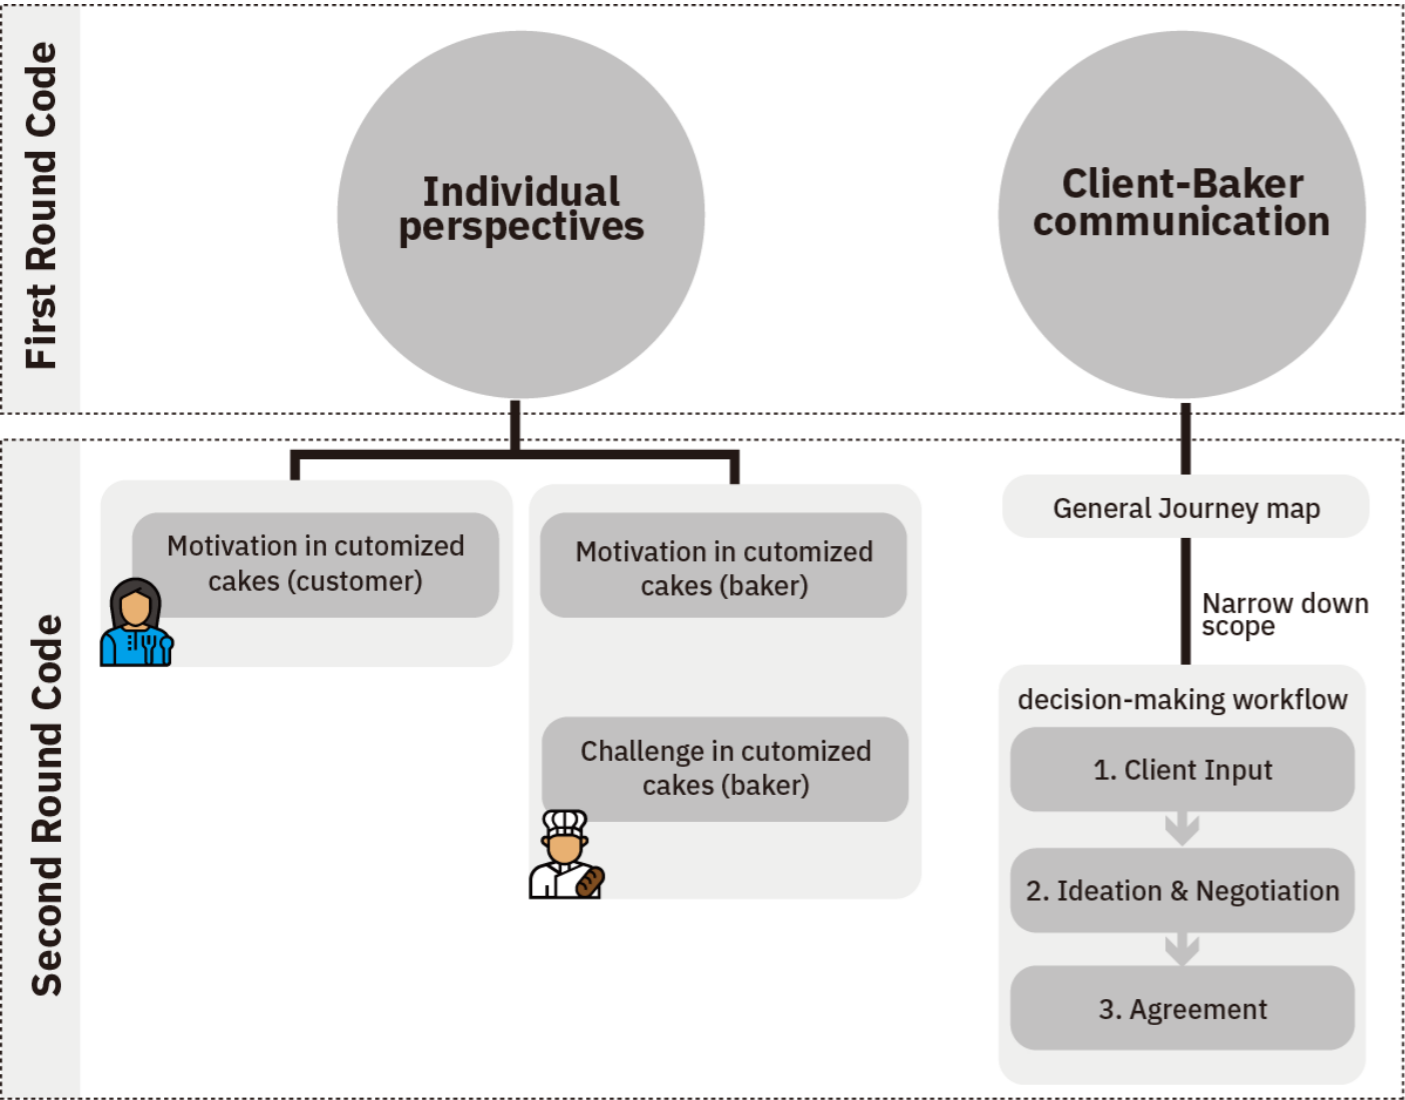 First Round Code
Individual
perspectives
Client-Baker
communication
Second Round Code
Motivation in cutomized
cakes (customer)
Motivation in cutomized
cakes (baker)
Challenge in cutomized
cakes (baker)
General Journey map
Narrow down
scope
decision-making workflow
1. Client Input
2. Ideation & Negotiation
3. Agreement